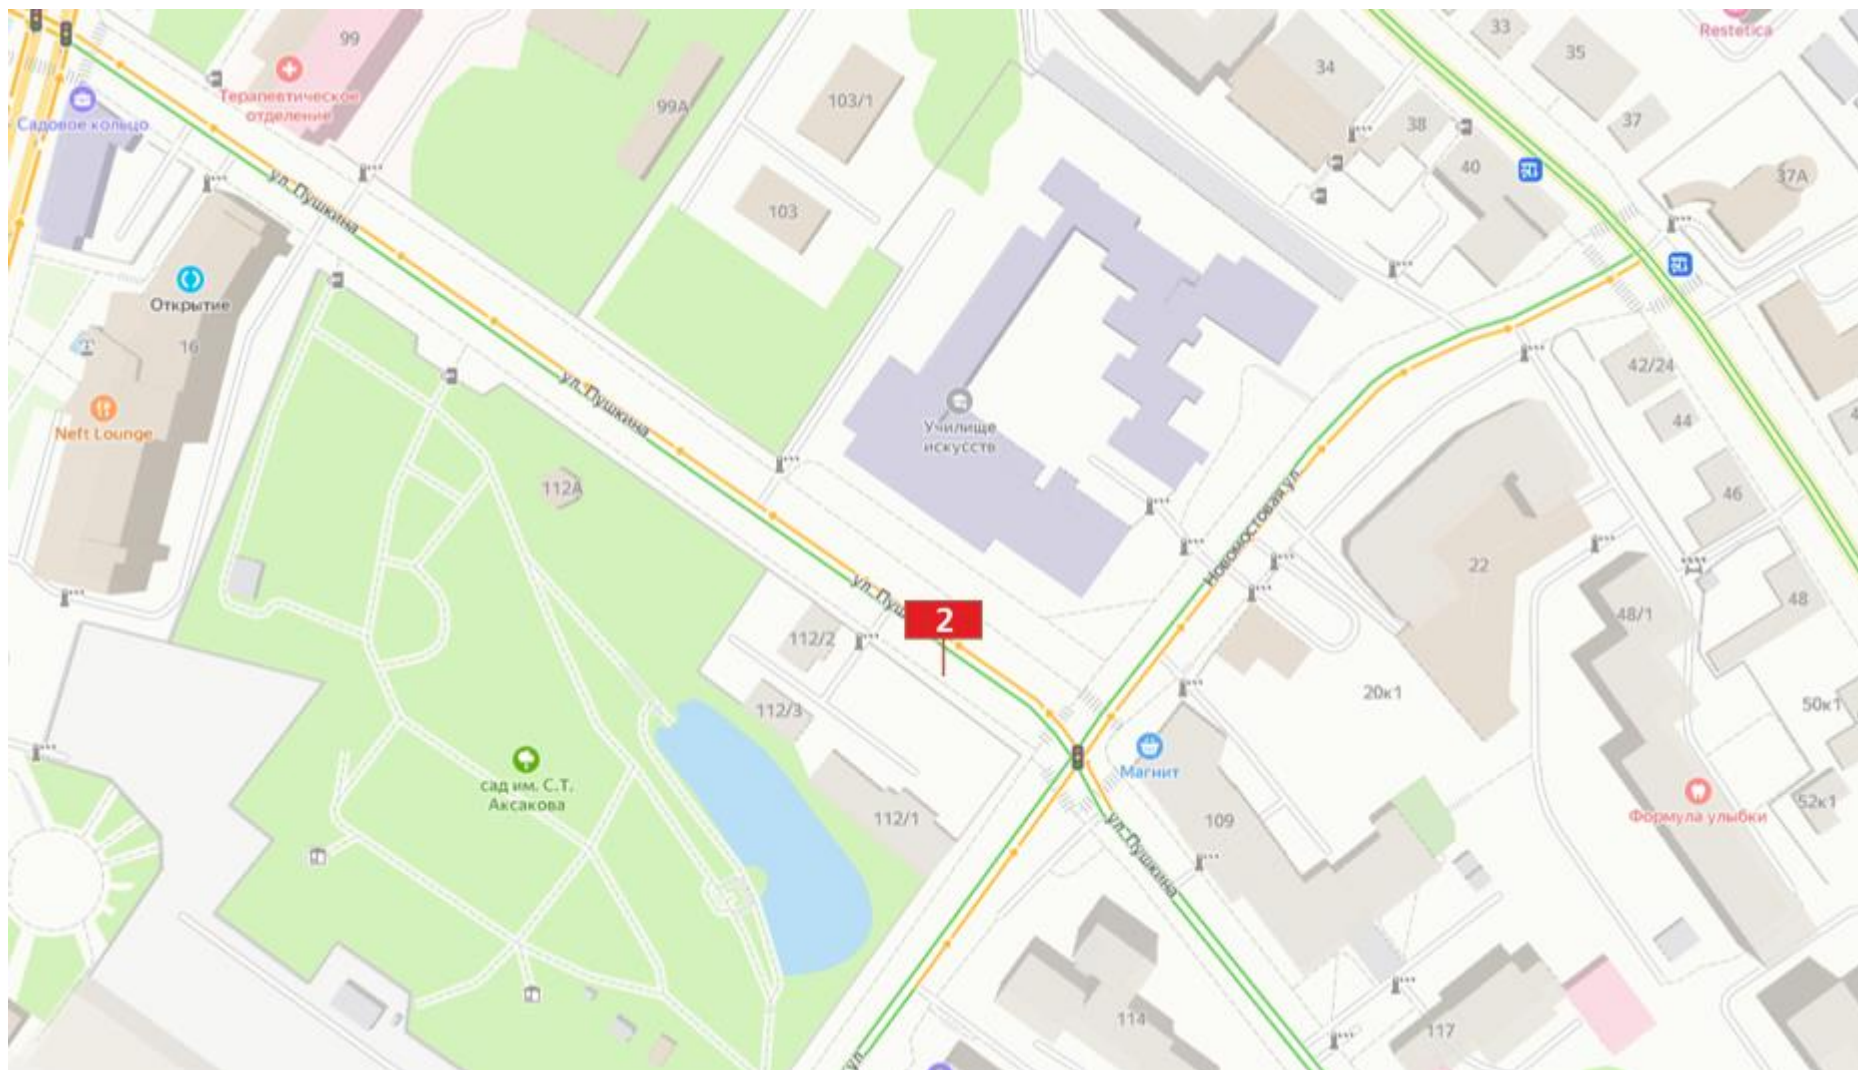 99
Restetica
33
35
34
Терапевтическое
отделение
99А
103/1
Садовое кольцо
38
37
40
37А
ул. Пушкина
103
Открытие
16
42/24
ул. Пушкина
44
Neft Lounge
Училище
искусств
112А
46
Новомостовая ул.
22
ул. Пуш
2
112/2
48/1
48
20к1
112/3
50к1
Магнит
сад им. С.Т.
Аксакова
112/1
109
52к1
Формула улыбки
ул. Пушкина
114
117
ул.